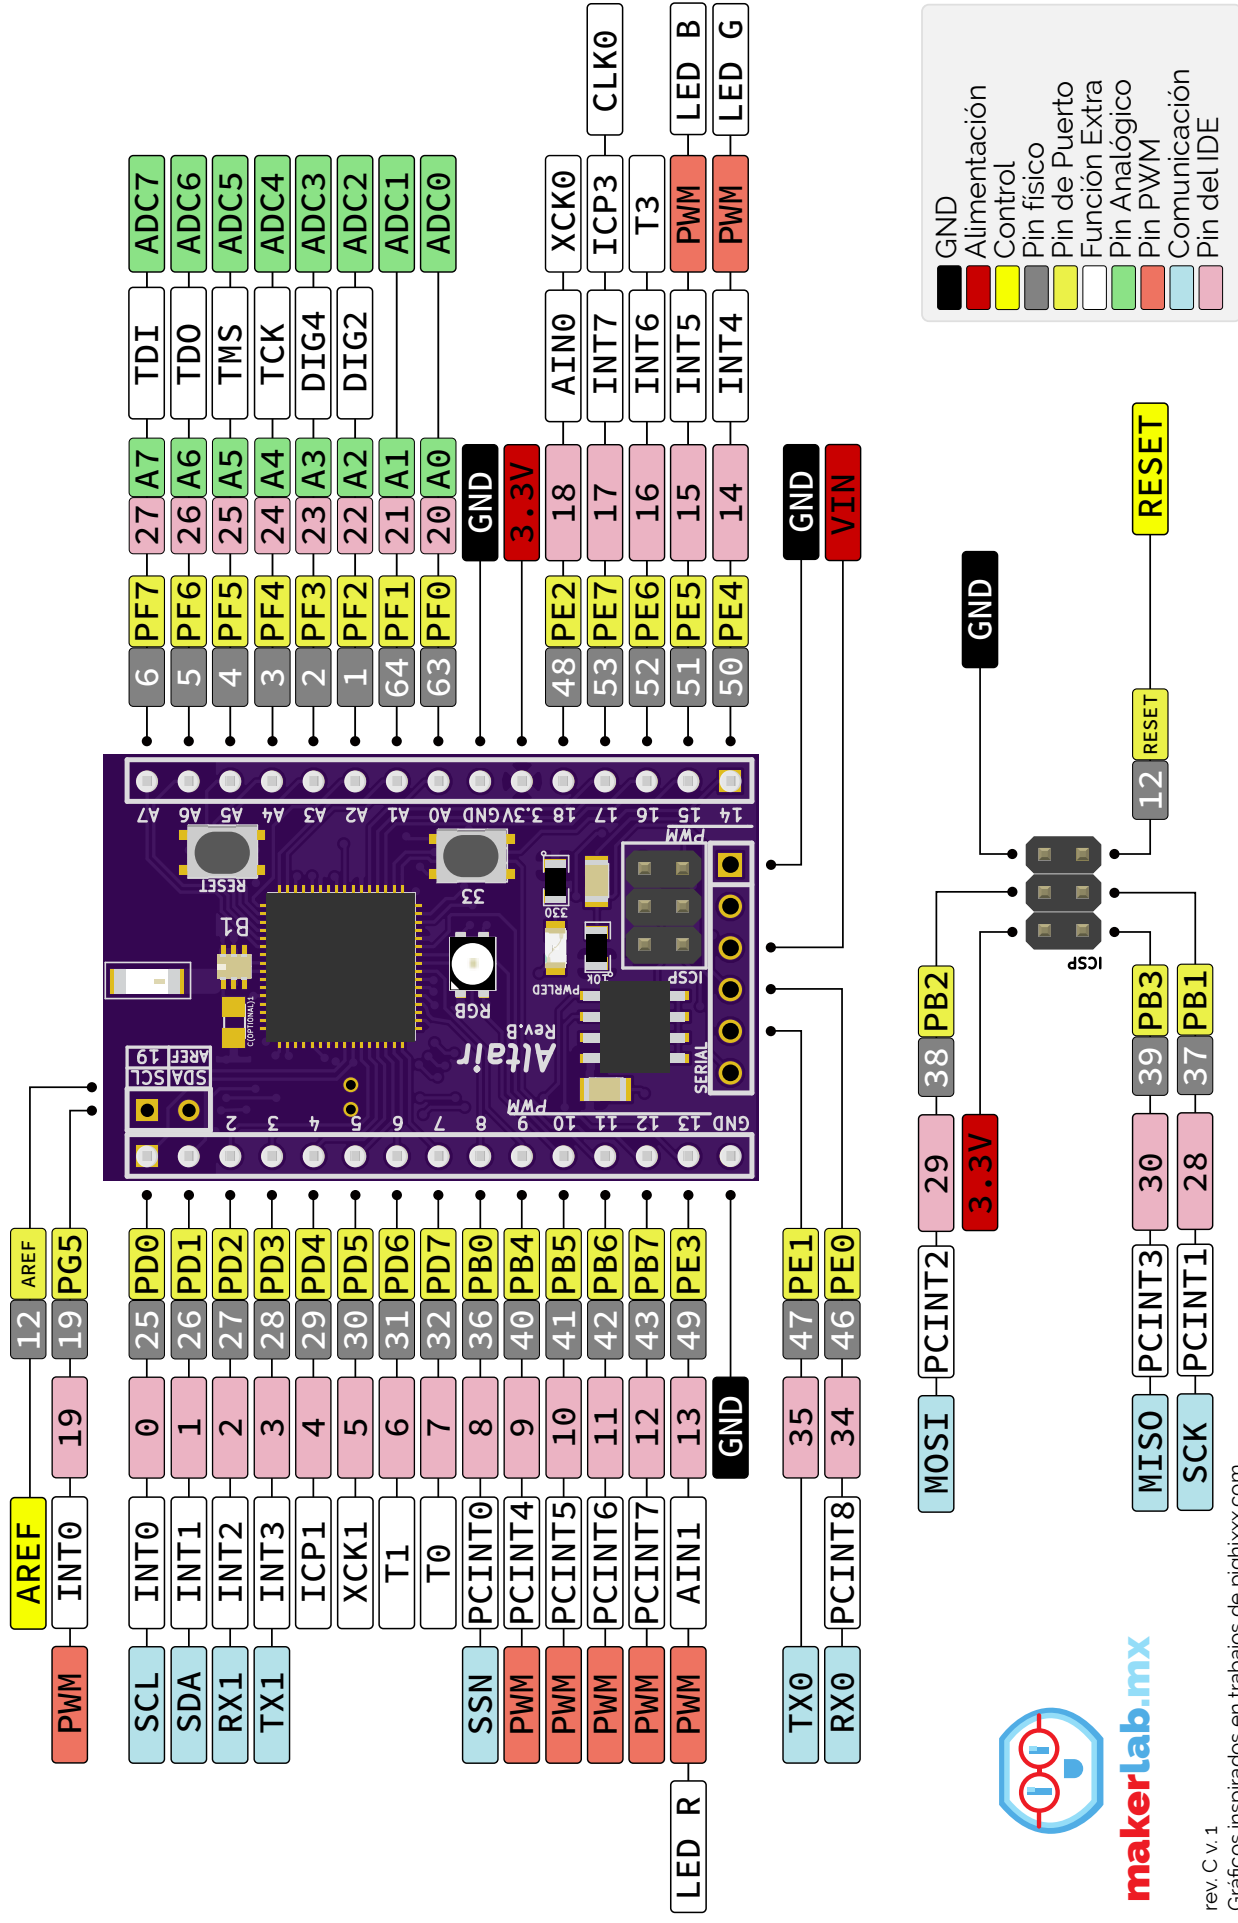 PWM INT0 19 19 PG5
AREF 12 AREF
SCL INT0 0 25 PD0
SDA INT1 1 26 PD1
RX1 INT2 2 27 PD2
TX1 INT3 3 28 PD3
ICP1 4 29 PD4
XCK1 5 30 PD5
T1 6 31 PD6
T0 7 32 PD7
SSN PCINT0 8 36 PB0
PWM PCINT4 9 40 PB4
PWM PCINT5 10 41 PB5
PWM PCINT6 11 42 PB6
PWM PCINT7 12 43 PB7
LED R PWM AIN1 13 49 PE3
GND
TX0 35 47 PE1
RX0 PCINT8 34 46 PE0
6 PF7 27 A7 TDI ADC7
5 PF6 26 A6 TDO ADC6
4 PF5 25 A5 TMS ADC5
3 PF4 24 A4 TCK ADC4
2 PF3 23 A3 DIG4 ADC3
1 PF2 22 A2 DIG2 ADC2
64 PF1 21 A1 ADC1
63 PF0 20 A0 ADC0
GND
3.3V
48 PE2 18 AIN0 XCK0
53 PE7 17 INT7 ICP3 CLK0
52 PE6 16 INT6 T3
51 PE5 15 INT5 PWM LED B
50 PE4 14 INT4 PWM LED G
GND
VIN
A7 A6 A5 A4 A3 A2 A1 A0 GND 3.3V 18 17 16 15 14
PWM
RESET
33
B1
C(OPTIONAL)1
330
10k
PWRLED
RGB
ICSP
Altair
Rev.B
SERIAL
19 AREF
SCL SDA
PWM
2 3 4 5 6 7 8 9 10 11 12 13 GND
MOSI PCINT2 29 38 PB2
3.3V
GND
MISO PCINT3 30 39 PB3
SCK PCINT1 28 37 PB1
12 RESET RESET
ICSP
GND
Alimentación
Control
Pin físico
Pin de Puerto
Función Extra
Pin Analógico
Pin PWM
Comunicación
Pin del IDE
makerlab.mx
rev. C v. 1
Gráficos inspirados en trabajos de pighixxx.com